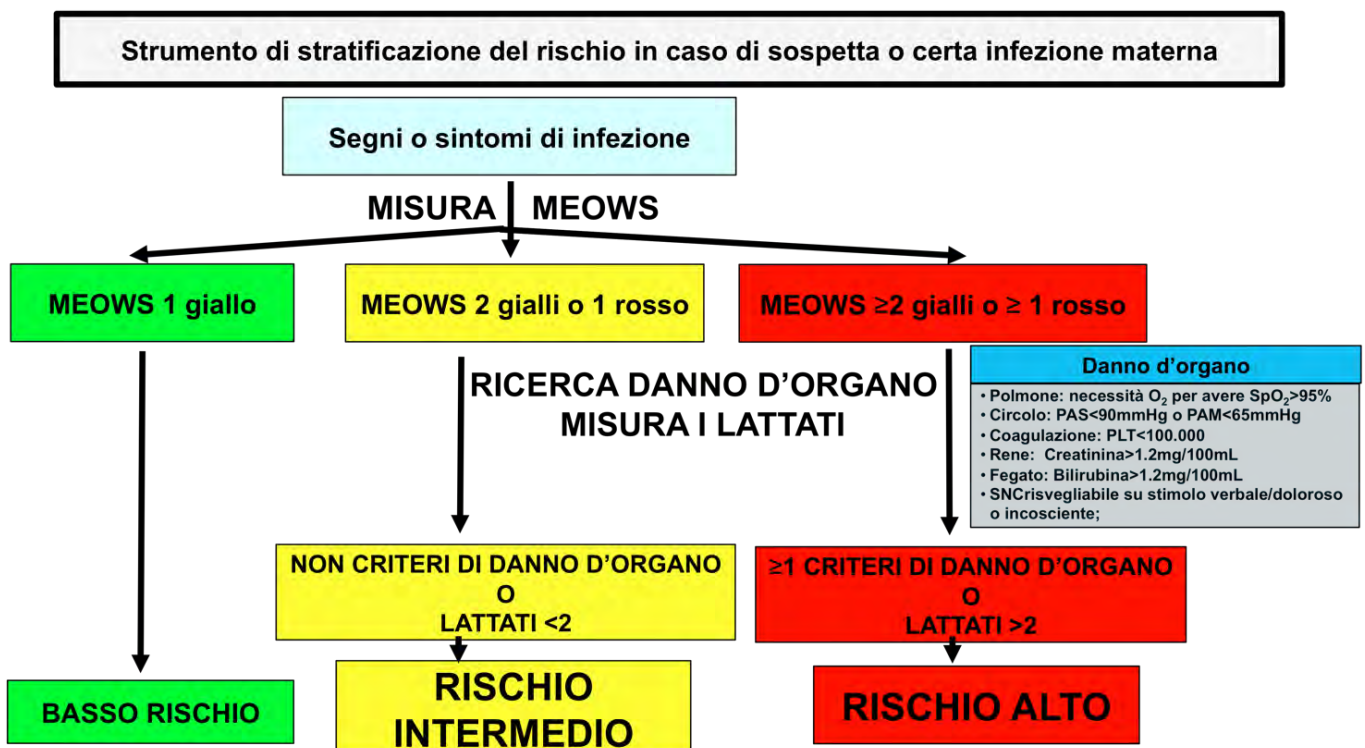 Strumento di stratificazione del rischio in caso di sospetta o certa infezione materna
Segni o sintomi di infezione
MISURA MEOWS
MEOWS 1 giallo
MEOWS 2 gialli o 1 rosso
MEOWS ≥2 gialli o ≥ 1 rosso
RICERCA DANNO D'ORGANO
MISURA I LATTATI
Danno d'organo
• Polmone: necessità O₂ per avere SpO₂>95%
• Circolo: PAS<90mmHg o PAM<65mmHg
• Coagulazione: PLT<100.000
• Rene: Creatinina>1.2mg/100mL
• Fegato: Bilirubina>1.2mg/100mL
• SNCrisvegliabile su stimolo verbale/doloroso
o incosciente;
NON CRITERI DI DANNO D'ORGANO
O
LATTATI <2
≥1 CRITERI DI DANNO D'ORGANO
O
LATTATI >2
BASSO RISCHIO
RISCHIO
INTERMEDIO
RISCHIO ALTO